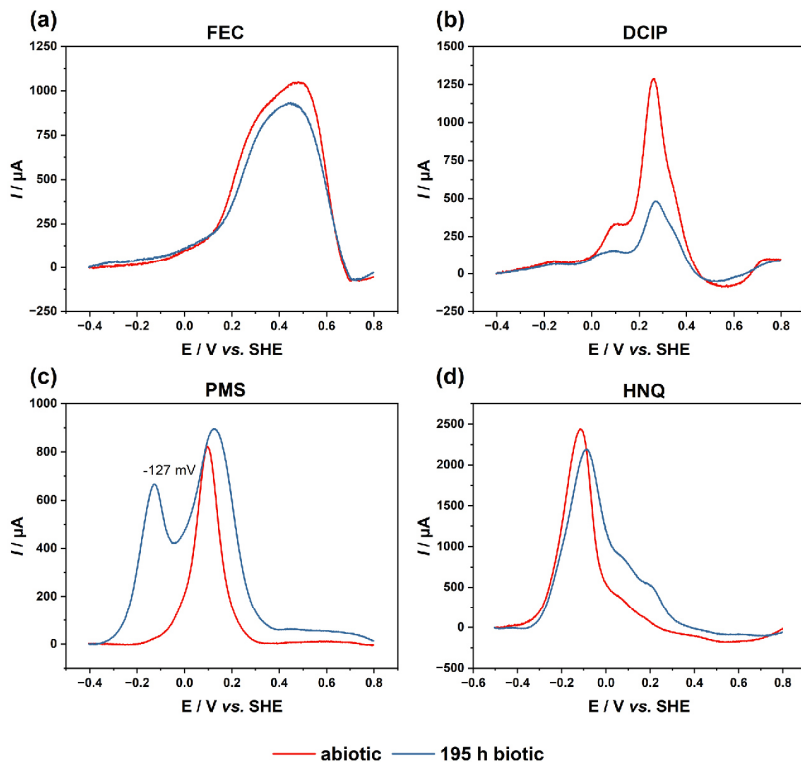 (a)
FEC
1250
1000
750
500
250
0
−250
−0.4 −0.2 0.0 0.2 0.4 0.6 0.8
I / µA
E / V vs. SHE
(b)
DCIP
1500
1250
1000
750
500
250
0
−250
−0.4 −0.2 0.0 0.2 0.4 0.6 0.8
I / µA
E / V vs. SHE
(c)
PMS
1000
800
600
400
200
0
−0.4 −0.2 0.0 0.2 0.4 0.6 0.8
I / µA
E / V vs. SHE
-127 mV
(d)
HNQ
2500
2000
1500
1000
500
0
−500
−0.6 −0.4 −0.2 0.0 0.2 0.4 0.6 0.8
I / µA
E / V vs. SHE
abiotic 195 h biotic